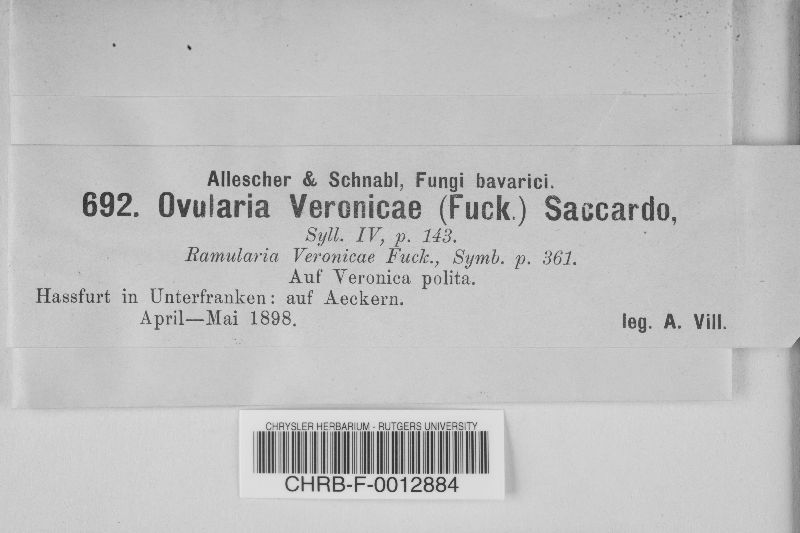 Allescher & Schnabl, Fungi bavarici.
692. Ovularia Veronicae (Fuck.) Saccardo,
Syll. IV, p. 143.
Ramularia Veronicae Fuck., Symb. p. 361.
Auf Veronica polita.
Hassfurt in Unterfranken: auf Aeckern.
April—Mai 1898.
leg. A. Vill.
CHRYSLER HERBARIUM - RUTGERS UNIVERSITY
CHRB-F-0012884